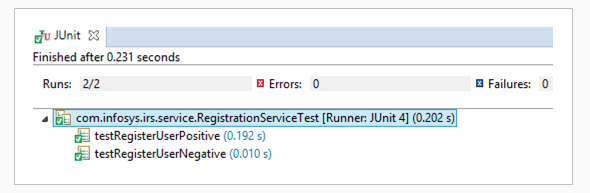 JUnit
Finished after 0.231 seconds
Runs: 2/2 Errors: 0 Failures: 0
com.infosys.irs.service.RegistrationServiceTest [Runner: JUnit 4] (0.202 s)
testRegisterUserPositive (0.192 s)
testRegisterUserNegative (0.010 s)